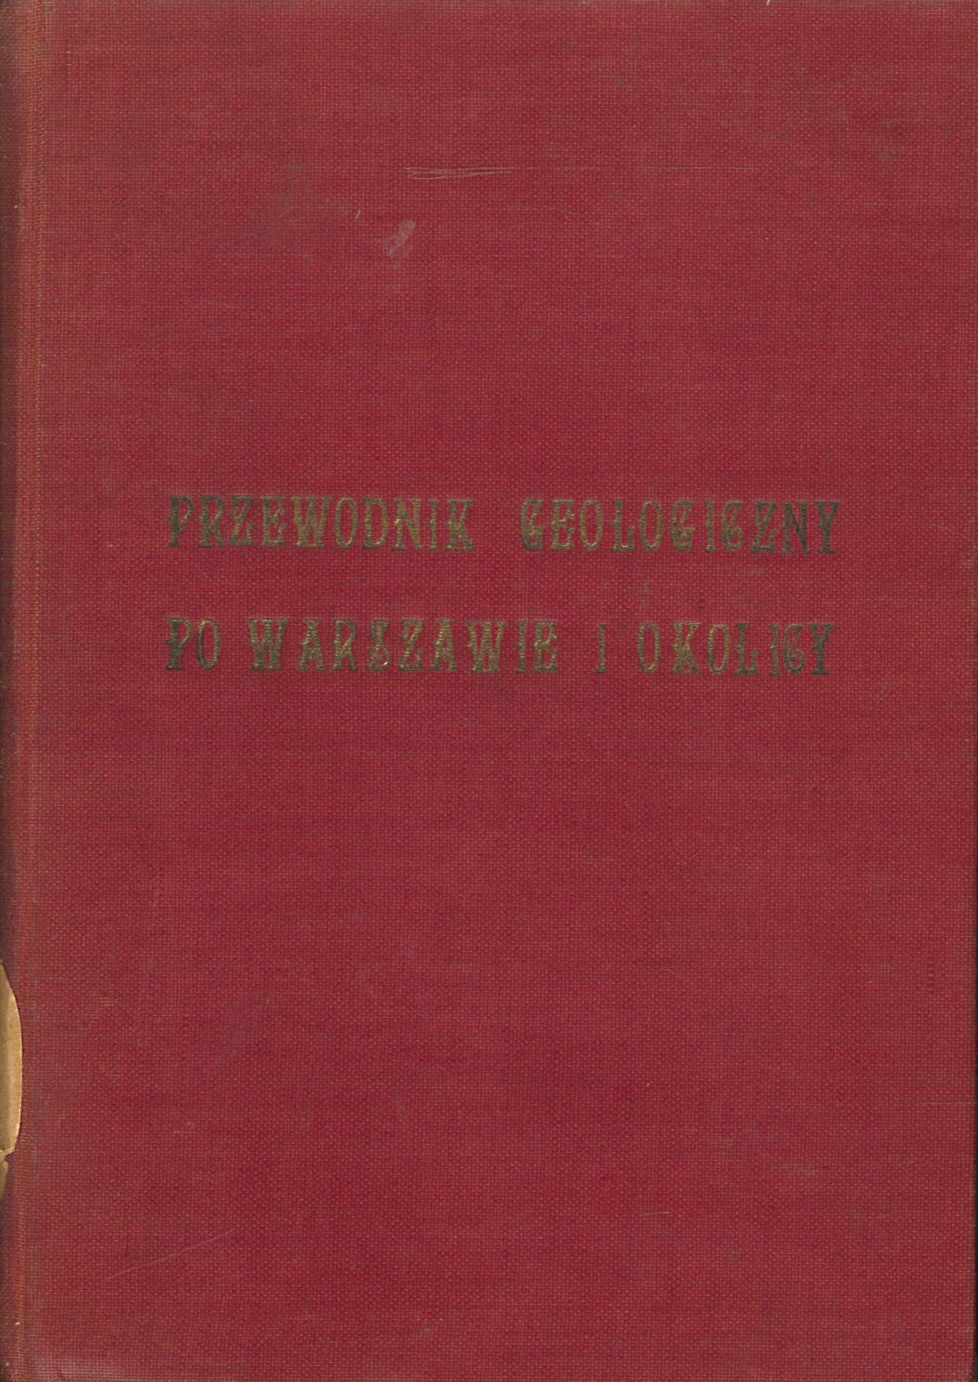 PRZEWODNIK GEOLOGICZNY
PO WARSZAWIE I OKOLICY